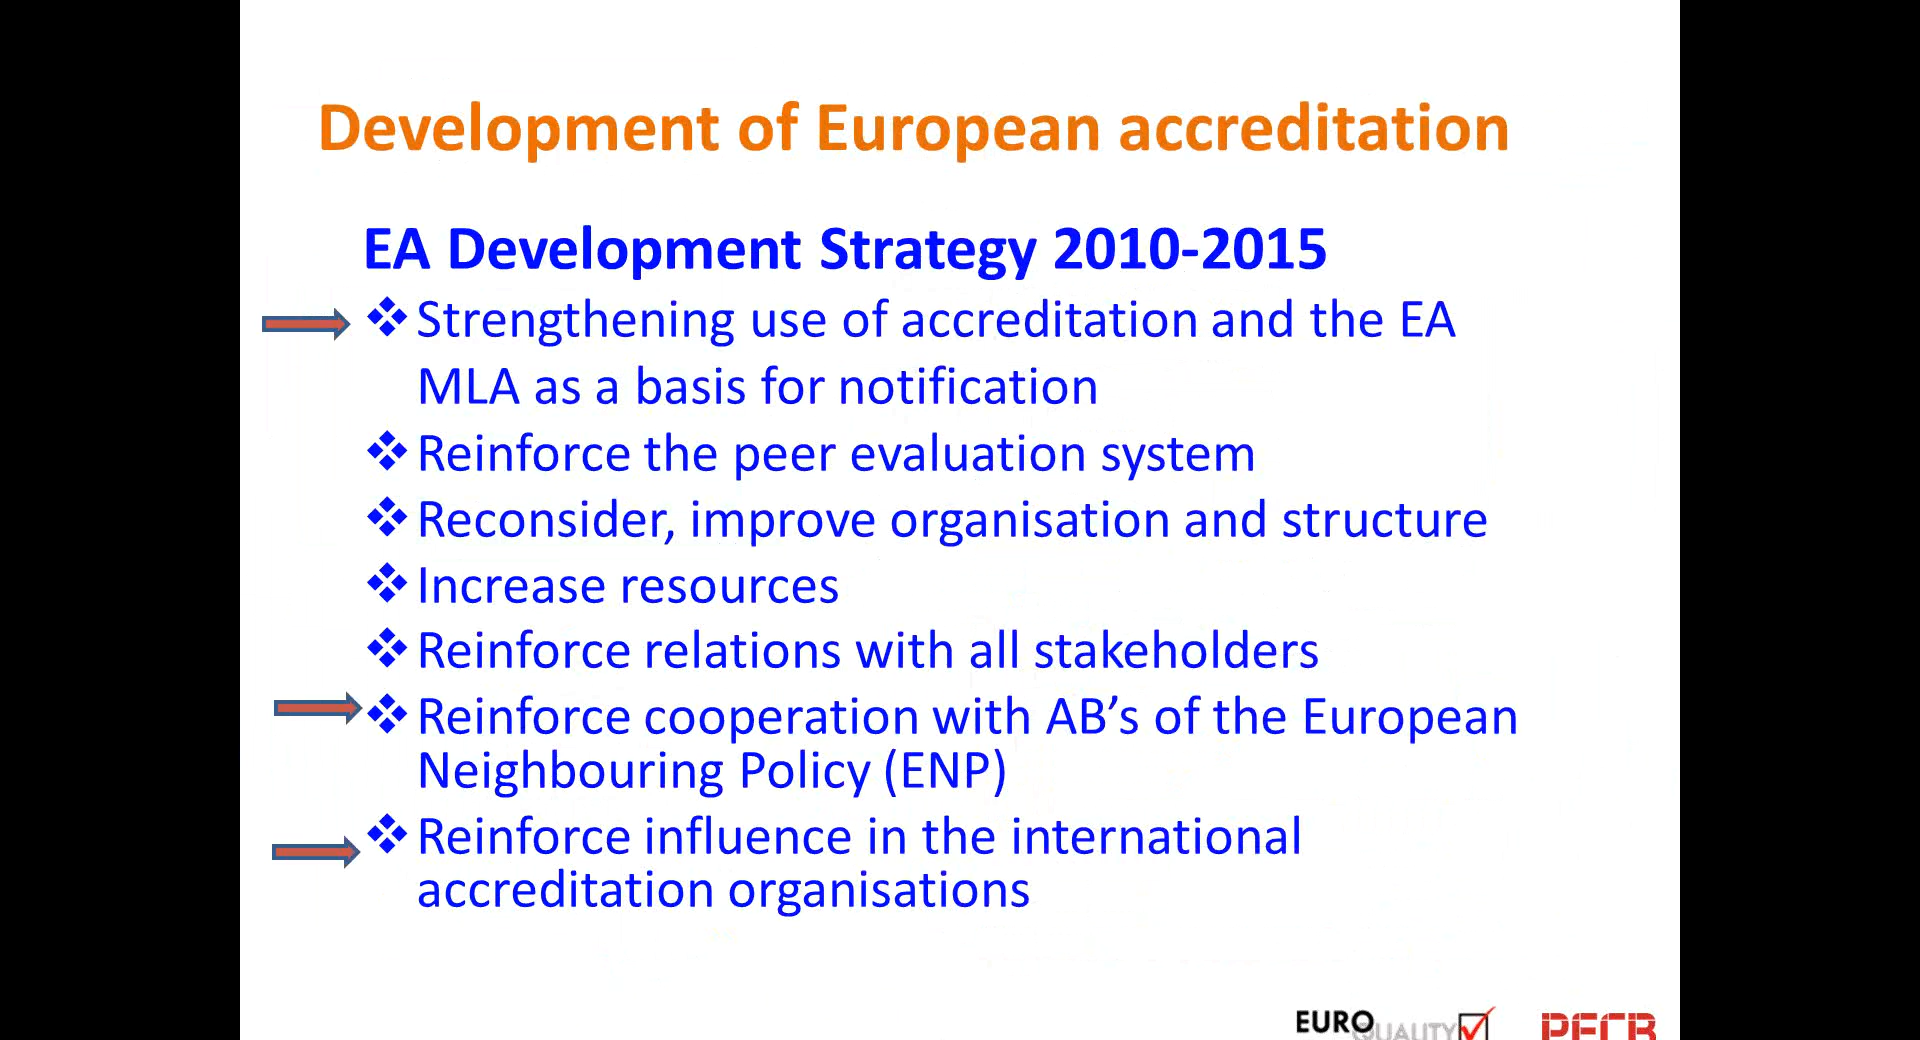 Development of European accreditation
EA Development Strategy 2010-2015
Strengthening use of accreditation and the EA
MLA as a basis for notification
Reinforce the peer evaluation system
Reconsider, improve organisation and structure
Increase resources
Reinforce relations with all stakeholders
Reinforce cooperation with AB’s of the European
Neighbouring Policy (ENP)
Reinforce influence in the international
accreditation organisations
EURO QUALITY PECB